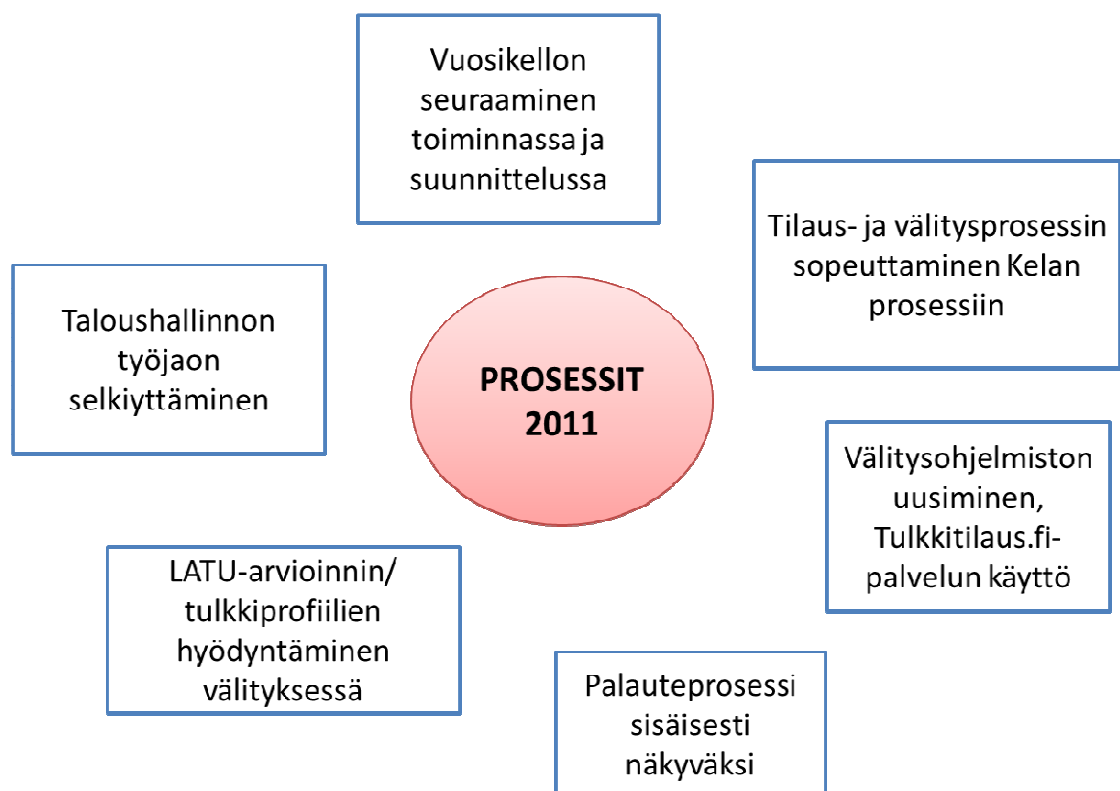 Vuosikellon
seuraaminen
toiminnassa ja
suunnittelussa
Tilaus- ja välitysprosessin
sopeuttaminen Kelan
prosessiin
Taloushallinnon
työjaon
selkiyttäminen
PROSESSIT
2011
Välitysohjelmiston
uusiminen,
Tulkkitilaus.fi-
palvelun käyttö
LATU-arvioinnin/
tulkkiprofiilien
hyödyntäminen
välityksessä
Palauteprosessi
sisäisesti
näkyväksi